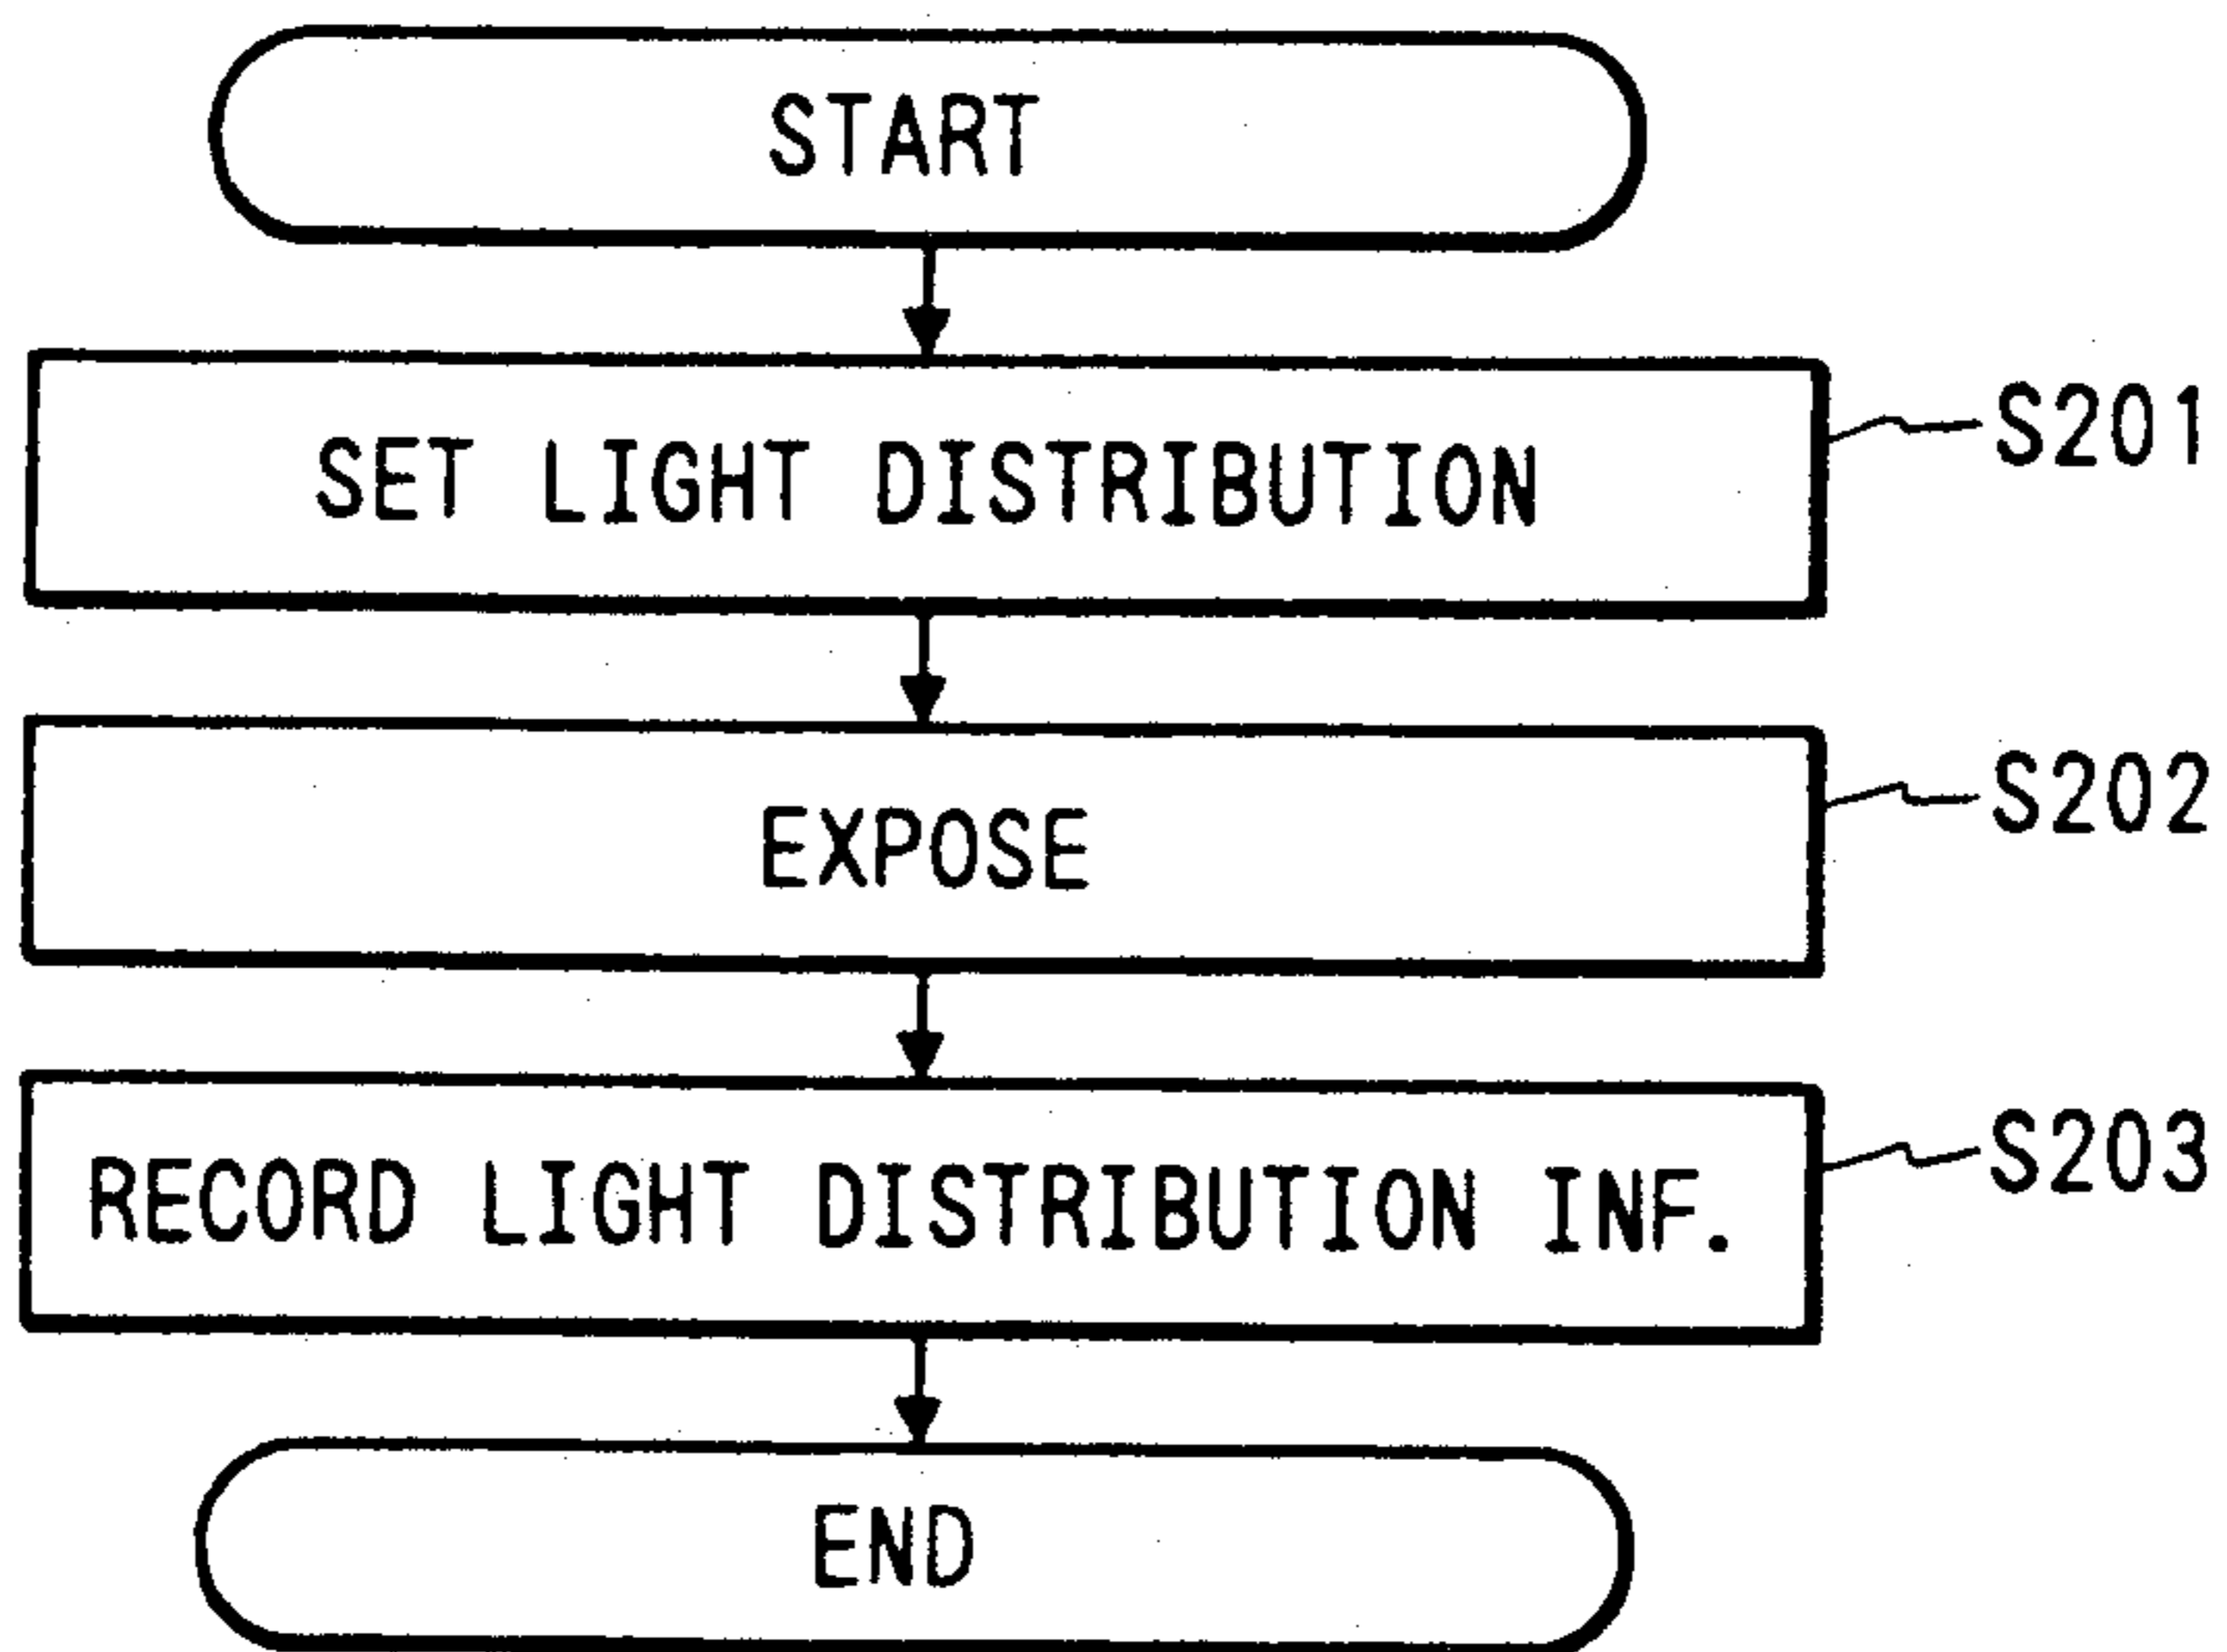 START
SET LIGHT DISTRIBUTION
S201
EXPOSE
S202
RECORD LIGHT DISTRIBUTION INF.
S203
END